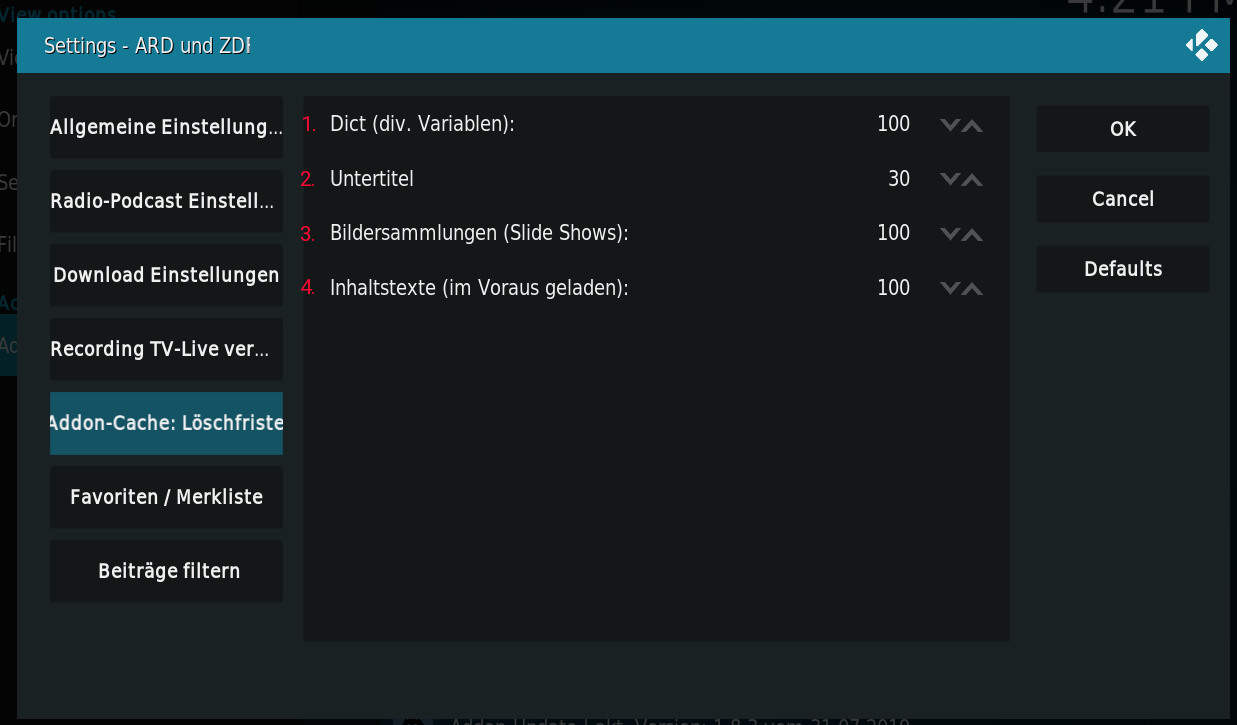 View options
4:21 PM
Settings - ARD und ZDF
Allgemeine Einstellung...
Radio-Podcast Einstell...
Download Einstellungen
Recording TV-Live ver...
Addon-Cache: Löschfriste
Favoriten / Merkliste
Beiträge filtern
1. Dict (div. Variablen): 100
2. Untertitel 30
3. Bildersammlungen (Slide Shows): 100
4. Inhaltstexte (im Voraus geladen): 100
OK
Cancel
Defaults
Addon-Update | akt. Version: 1.8.3 vom 31.07.2019